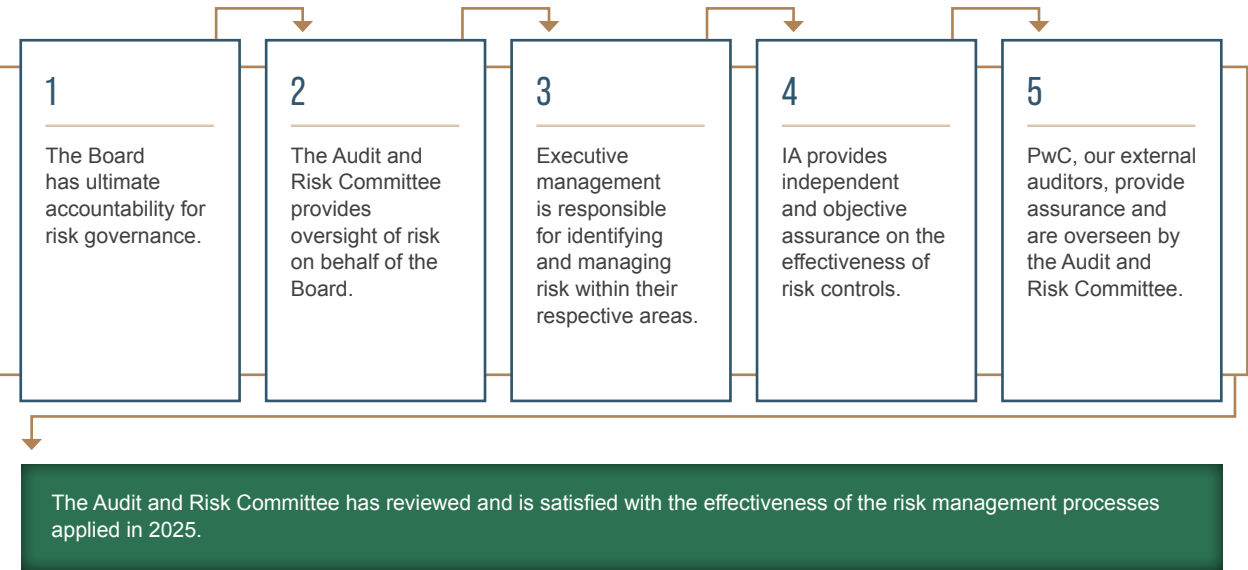 1
The Board
has ultimate
accountability for
risk governance.
2
The Audit and
Risk Committee
provides
oversight of risk
on behalf of the
Board.
3
Executive
management
is responsible
for identifying
and managing
risk within their
respective areas.
4
IA provides
independent
and objective
assurance on the
effectiveness of
risk controls.
5
PwC, our external
auditors, provide
assurance and
are overseen by
the Audit and
Risk Committee.
The Audit and Risk Committee has reviewed and is satisfied with the effectiveness of the risk management processes
applied in 2025.